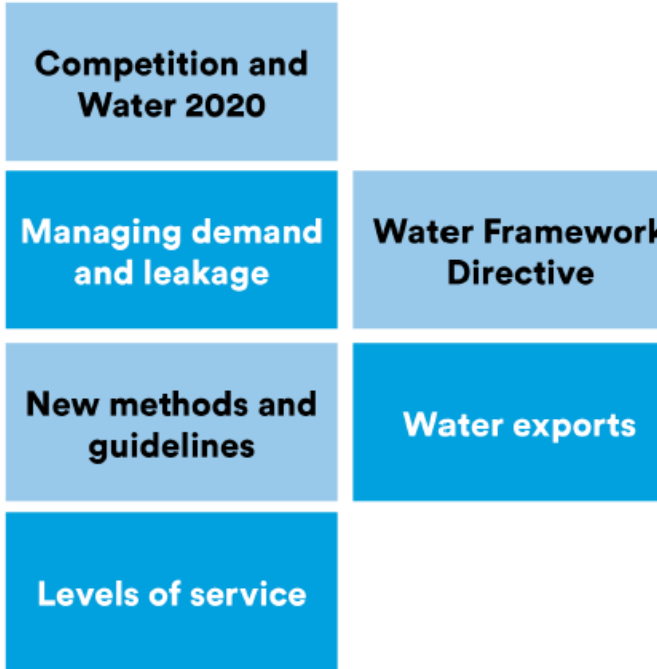 Competition and
Water 2020
Managing demand
and leakage
Water Framework
Directive
New methods and
guidelines
Water exports
Levels of service